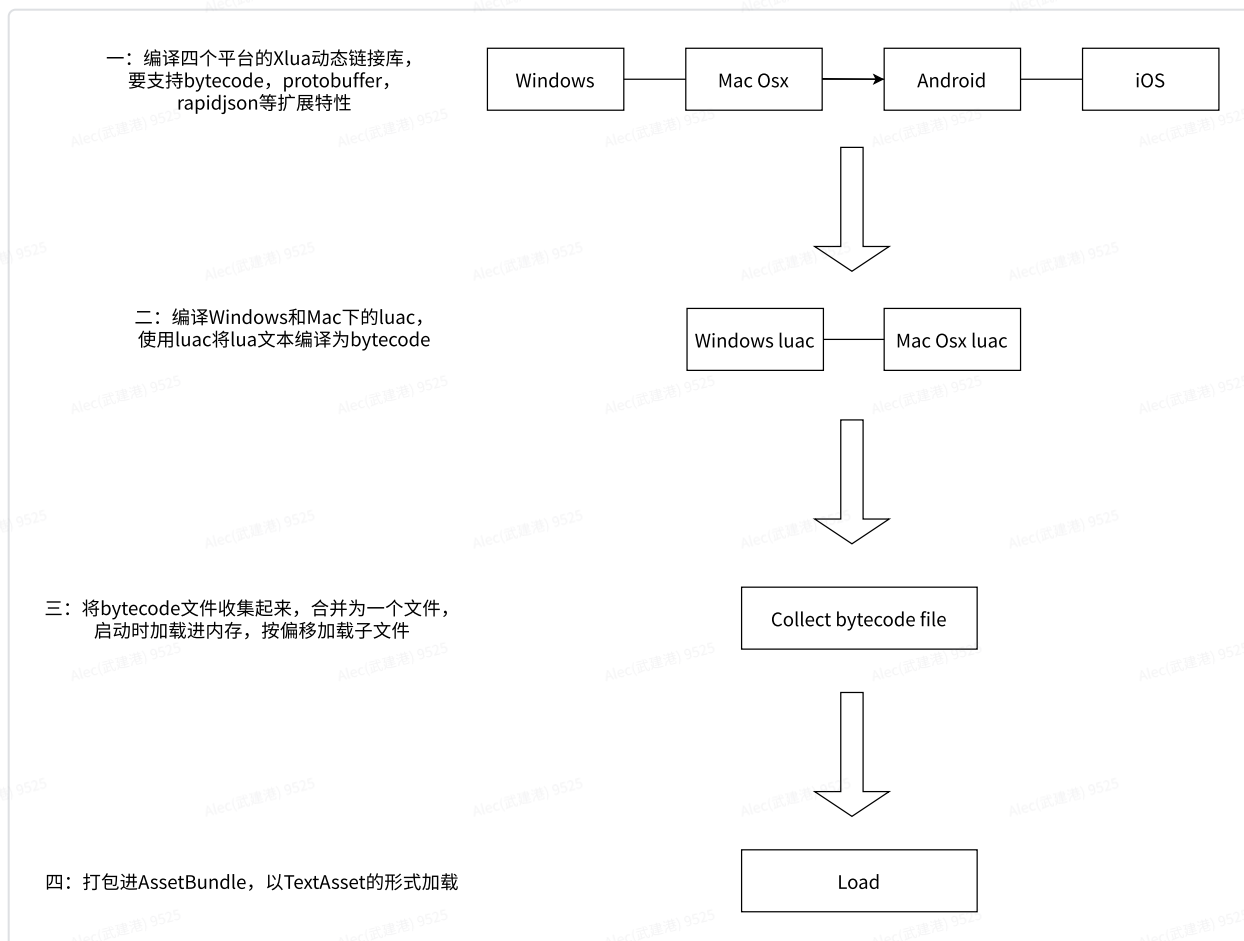 一：编译四个平台的Xlua动态链接库，
要支持bytecode，protobuffer，
rapidjson等扩展特性
Windows
Mac Osx
Android
iOS
二：编译Windows和Mac下的luac，
使用luac将lua文本编译为bytecode
Windows luac
Mac Osx luac
三：将bytecode文件收集起来，合并为一个文件，
启动时加载进内存，按偏移加载子文件
Collect bytecode file
四：打包进AssetBundle，以TextAsset的形式加载
Load
Alec(武建港) 9525